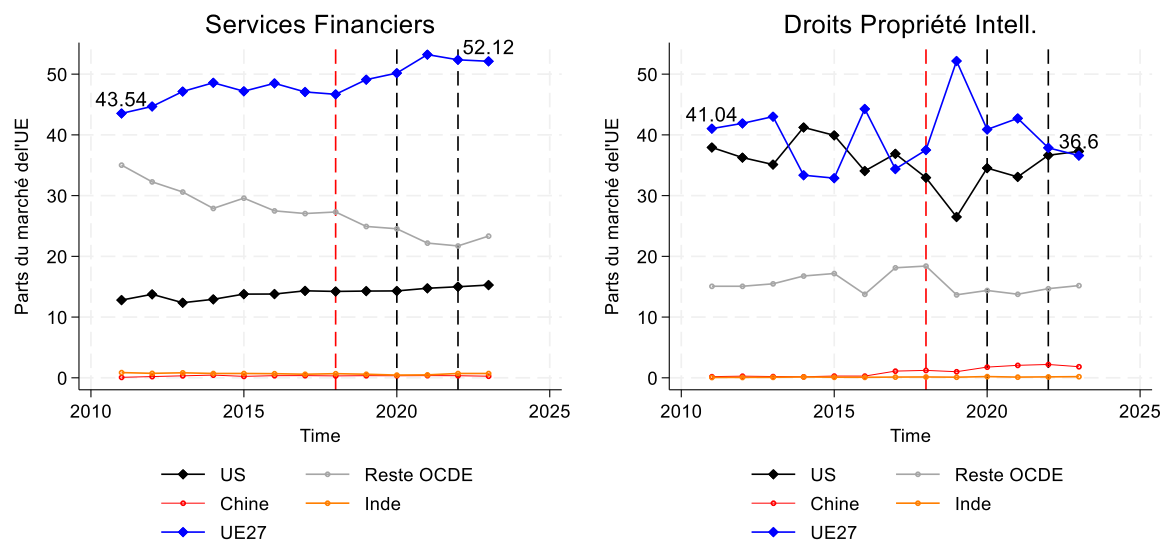 Services Financiers
Parts du marché del'UE
50
40
30
20
10
0
43.54
52.12
2010
2015
2020
2025
Time
US
Reste OCDE
Chine
Inde
UE27
Droits Propriété Intell.
Parts du marché del'UE
50
40
30
20
10
0
41.04
36.6
2010
2015
2020
2025
Time
US
Reste OCDE
Chine
Inde
UE27